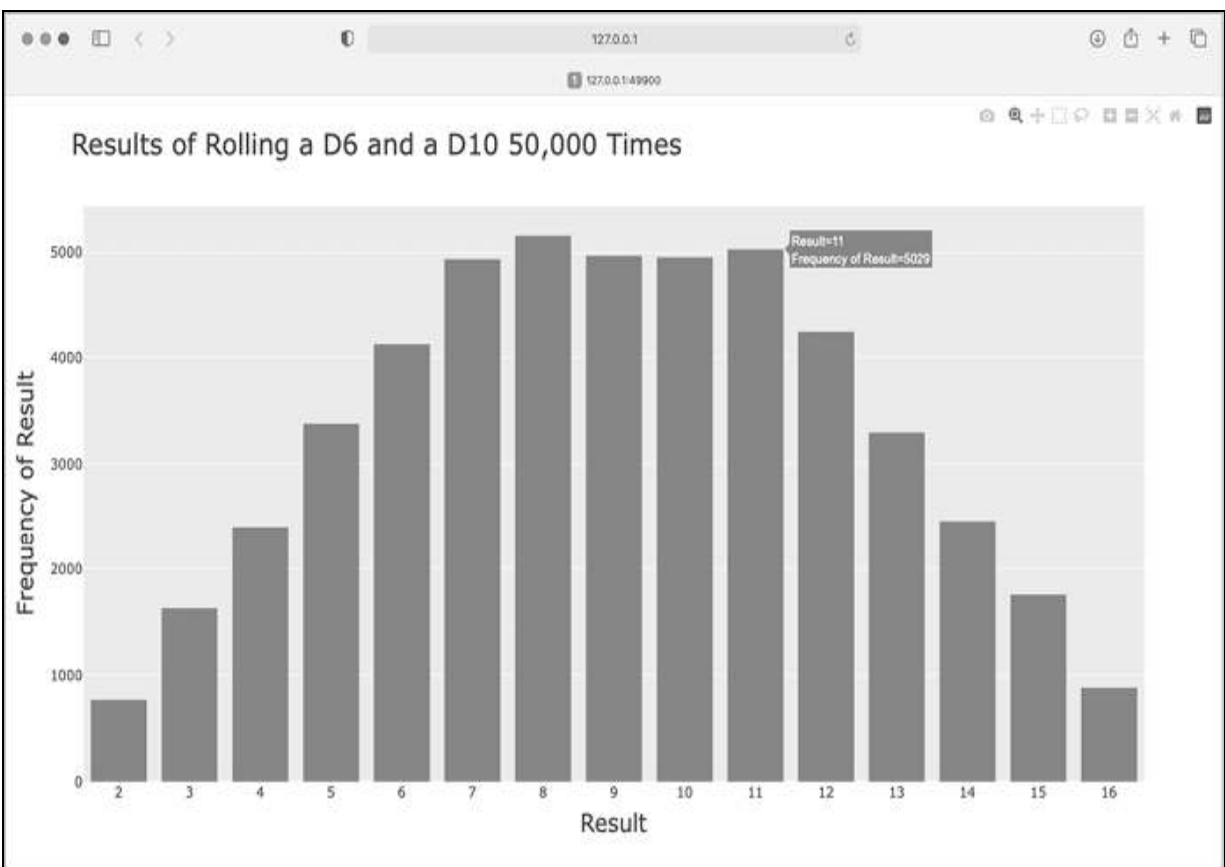 127.0.0.1
1 127.0.0.1:49900
Results of Rolling a D6 and a D10 50,000 Times
Result=11
Frequency of Result=5029
5000
4000
3000
2000
1000
0
Frequency of Result
2 3 4 5 6 7 8 9 10 11 12 13 14 15 16
Result